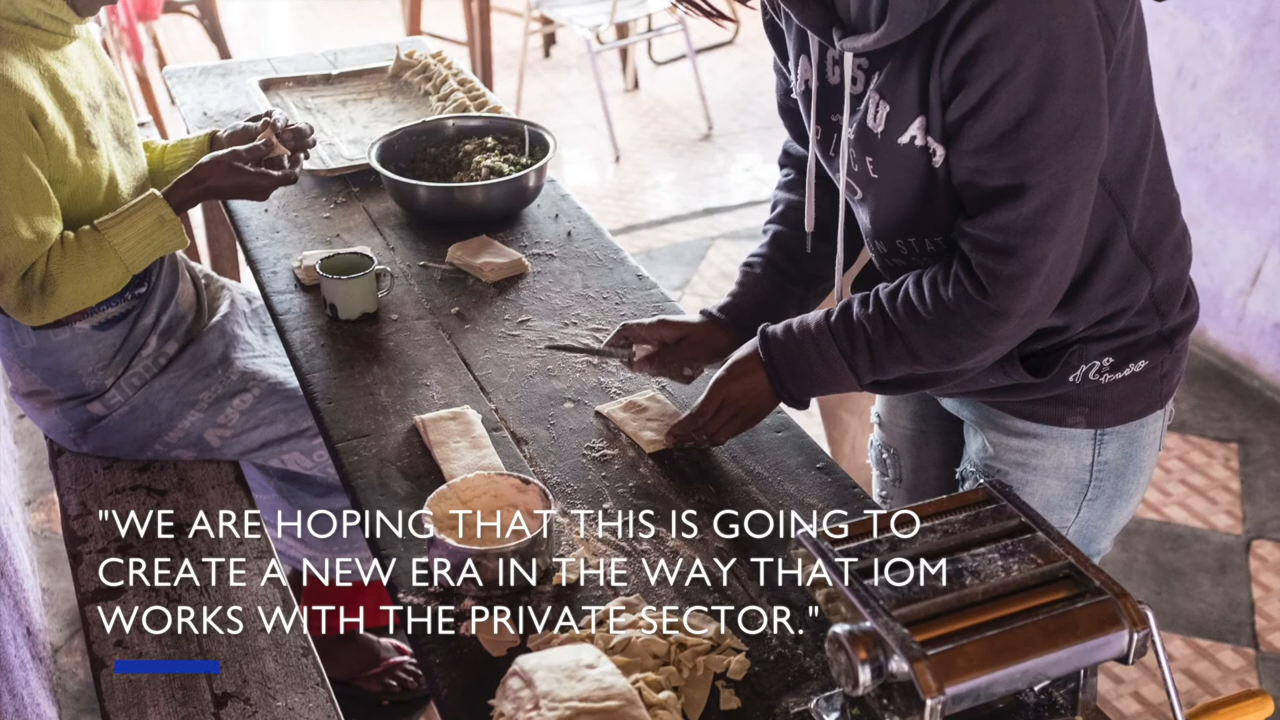 "WE ARE HOPING THAT THIS IS GOING TO
CREATE A NEW ERA IN THE WAY THAT IOM
WORKS WITH THE PRIVATE SECTOR."